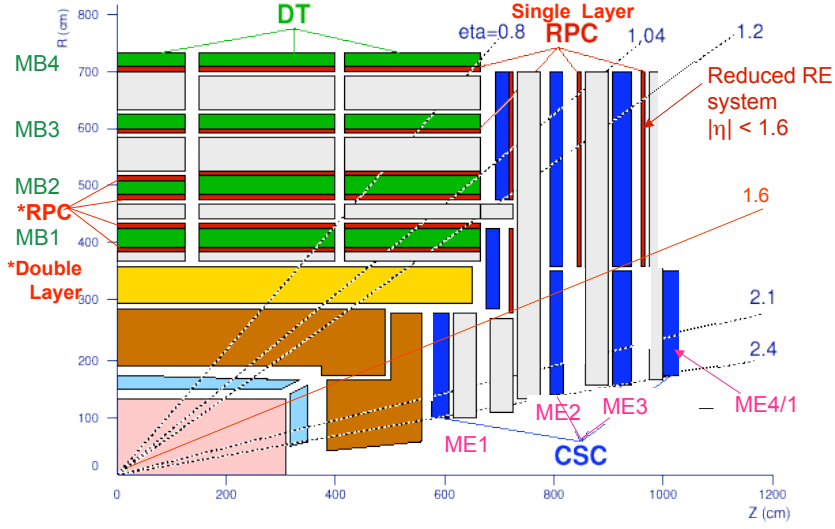 DT
Single Layer
RPC
R (cm)
800
700
600
500
400
300
200
100
0
MB4
MB3
MB2
*RPC
MB1
*Double
Layer
eta=0.8
1.04
1.2
Reduced RE
system
|η| < 1.6
1.6
2.1
2.4
ME1
ME2
ME3
ME4/1
CSC
0
200
400
600
800
1000
1200
Z (cm)